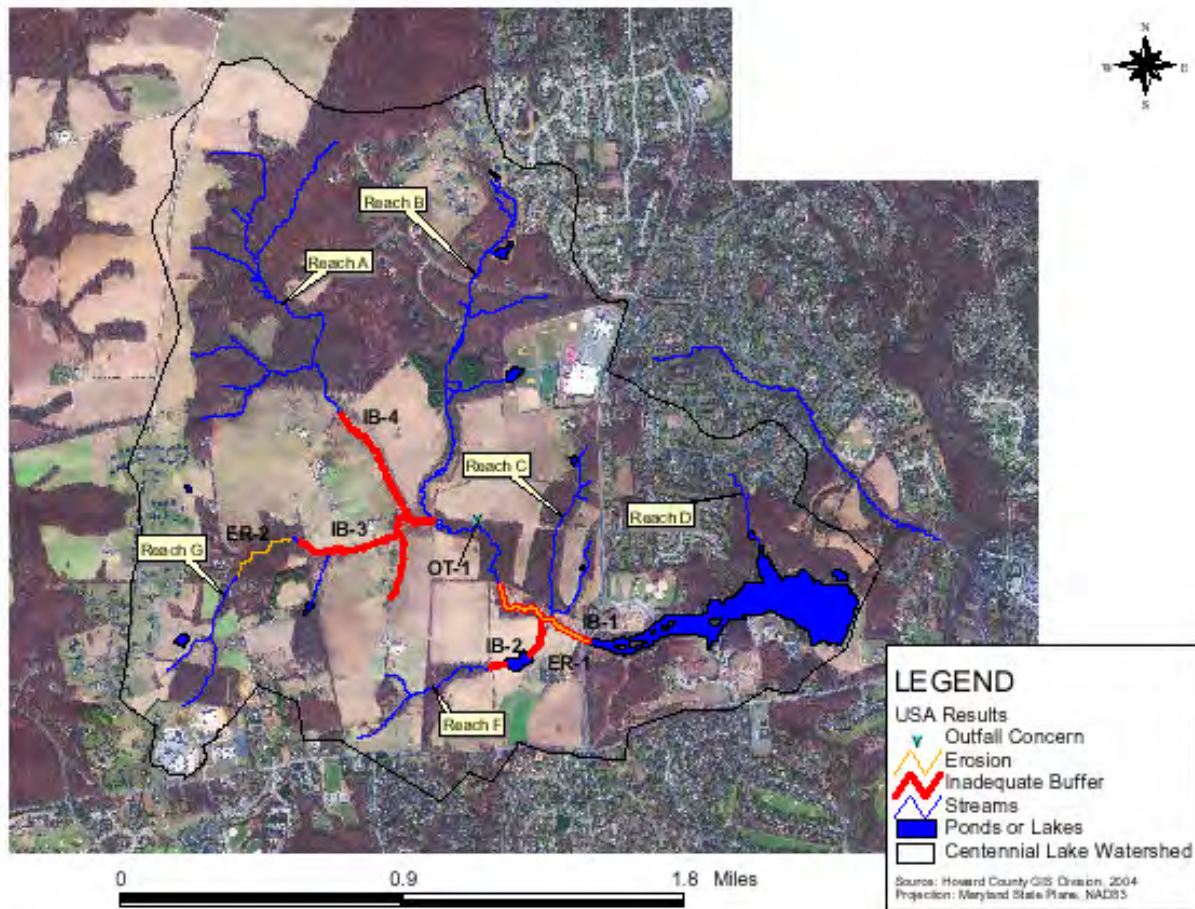 N
W E
S
Reach B
Reach A
IB-4
Reach C
Reach D
ER-2
IB-3
Reach G
OT-1
IB-1
IB-2
ER-1
Reach F
LEGEND
USA Results
Outfall Concern
Erosion
Inadequate Buffer
Streams
Ponds or Lakes
Centennial Lake Watershed
Source: Howard County GIS Division, 2004
Projection: Maryland State Plane, NAD83
0 0.9 1.8 Miles